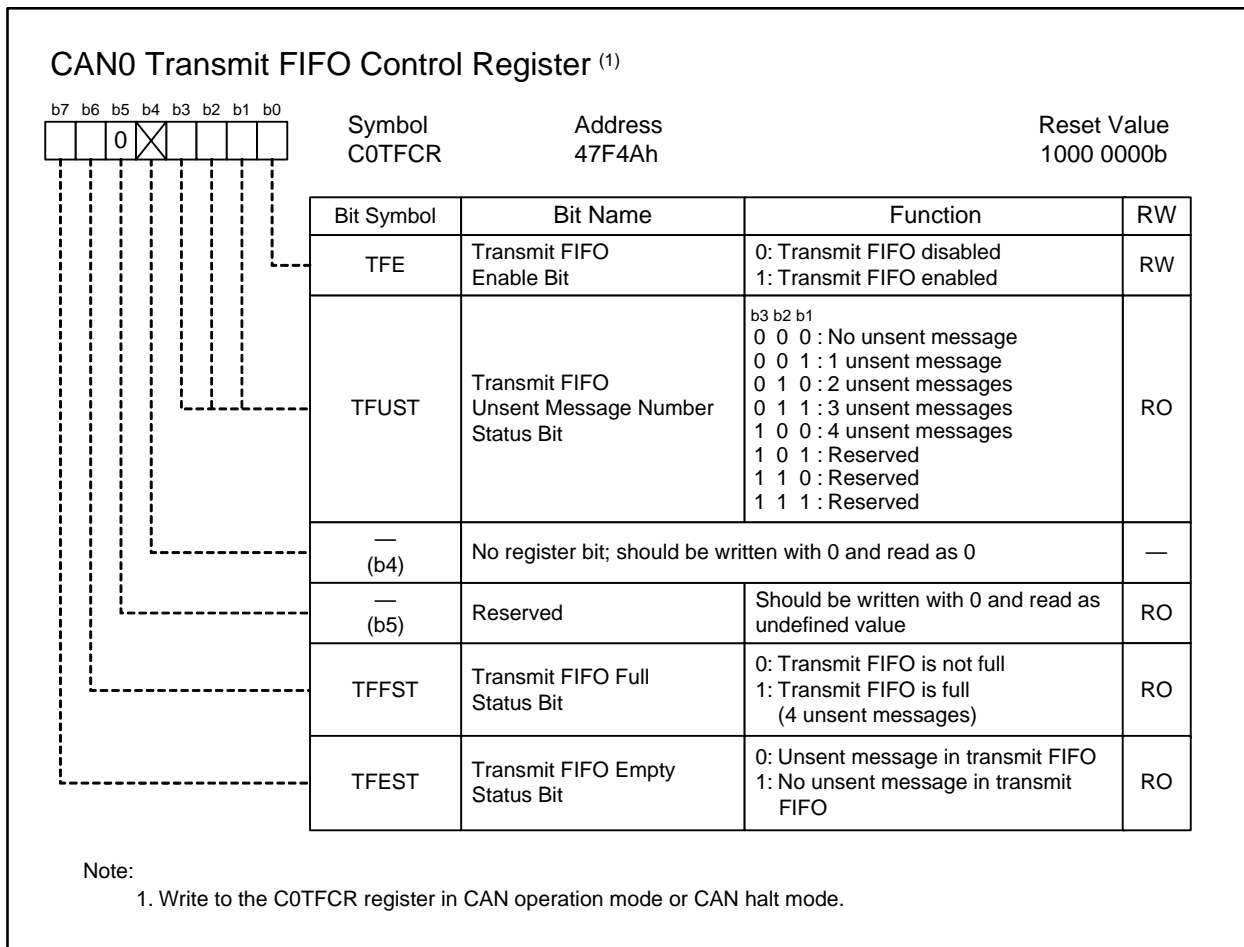 CAN0 Transmit FIFO Control Register (1)
b7 b6 b5 b4 b3 b2 b1 b0
0
Symbol Address Reset Value
C0TFCR 47F4Ah 1000 0000b
Bit Symbol Bit Name Function RW
TFE
Transmit FIFO
Enable Bit
0: Transmit FIFO disabled
1: Transmit FIFO enabled
RW
TFUST
Transmit FIFO
Unsent Message Number
Status Bit
b3 b2 b1
0 0 0 : No unsent message
0 0 1 : 1 unsent message
0 1 0 : 2 unsent messages
0 1 1 : 3 unsent messages
1 0 0 : 4 unsent messages
1 0 1 : Reserved
1 1 0 : Reserved
1 1 1 : Reserved
RO
—
(b4)
No register bit; should be written with 0 and read as 0
—
—
(b5)
Reserved
Should be written with 0 and read as
undefined value
RO
TFFST
Transmit FIFO Full
Status Bit
0: Transmit FIFO is not full
1: Transmit FIFO is full
(4 unsent messages)
RO
TFEST
Transmit FIFO Empty
Status Bit
0: Unsent message in transmit FIFO
1: No unsent message in transmit
FIFO
RO
Note:
1. Write to the C0TFCR register in CAN operation mode or CAN halt mode.